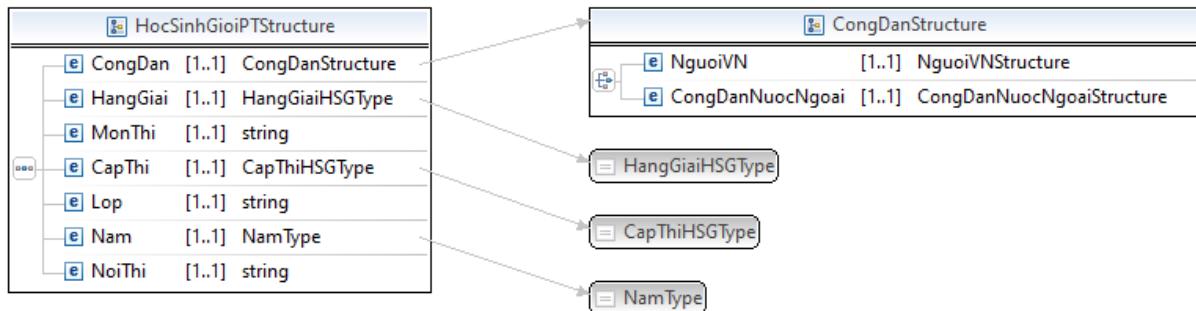 HocSinhGioiPTStructure
e CongDan [1..1] CongDanStructure
e HangGiai [1..1] HangGiaiHSGType
e MonThi [1..1] string
e CapThi [1..1] CapThiHSGType
e Lop [1..1] string
e Nam [1..1] NamType
e NoiThi [1..1] string
CongDanStructure
e NguoiVN [1..1] NguoiVNStructure
e CongDanNuocNgoai [1..1] CongDanNuocNgoaiStructure
HangGiaiHSGType
CapThiHSGType
NamType